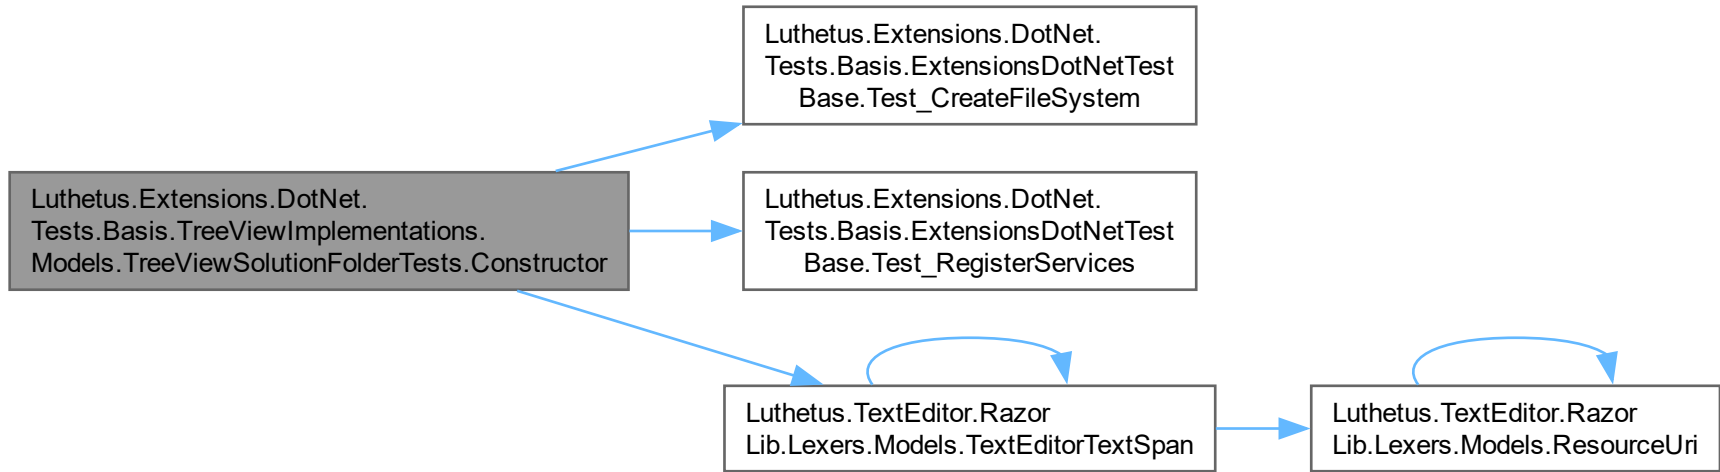 Luthetus.Extensions.DotNet.
Tests.Basis.ExtensionsDotNetTest
Base.Test_CreateFileSystem
Luthetus.Extensions.DotNet.
Tests.Basis.TreeViewImplementations.
Models.TreeViewSolutionFolderTests.Constructor
Luthetus.Extensions.DotNet.
Tests.Basis.ExtensionsDotNetTest
Base.Test_RegisterServices
Luthetus.TextEditor.Razor
Lib.Lexers.Models.TextEditorTextSpan
Luthetus.TextEditor.Razor
Lib.Lexers.Models.ResourceUri